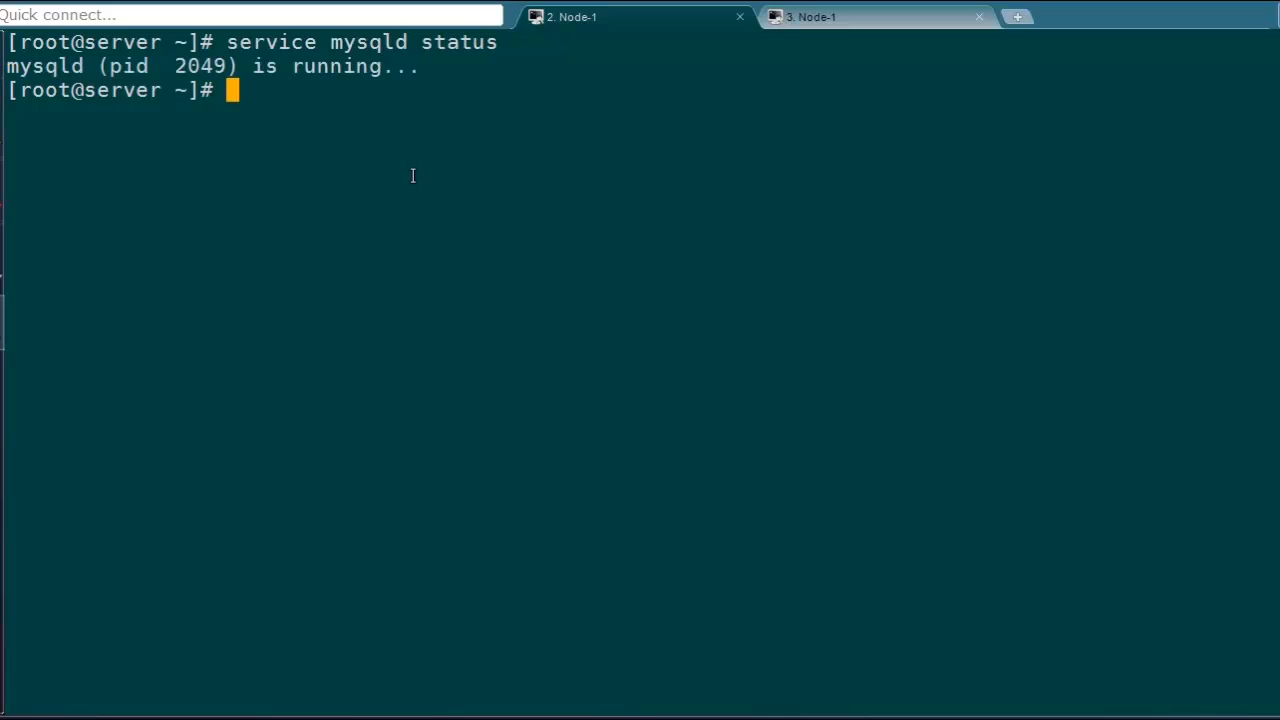 Quick connect...
2. Node-1
3. Node-1
[root@server ~]# service mysqld status
mysqld (pid  2049) is running...
[root@server ~]#